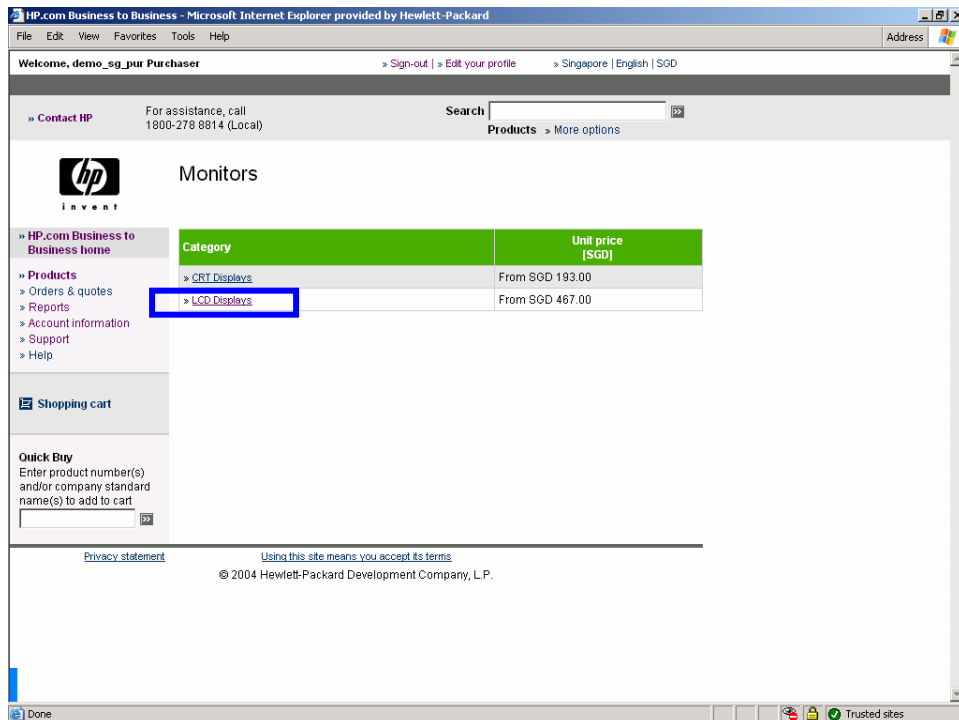 HP.com Business to Business - Microsoft Internet Explorer provided by Hewlett-Packard
File Edit View Favorites Tools Help Address
Welcome, demo_sg_pur Purchaser » Sign-out | » Edit your profile » Singapore | English | SGD
» Contact HP
For assistance, call
1800-278 8814 (Local)
Search
Products » More options
hp
invent
Monitors
» HP.com Business to
Business home
» Products
» Orders & quotes
» Reports
» Account information
» Support
» Help
Shopping cart
Quick Buy
Enter product number(s)
and/or company standard
name(s) to add to cart
Category Unit price
[SGD]
» CRT Displays From SGD 193.00
» LCD Displays From SGD 467.00
Privacy statement Using this site means you accept its terms
© 2004 Hewlett-Packard Development Company, L.P.
Done Trusted sites